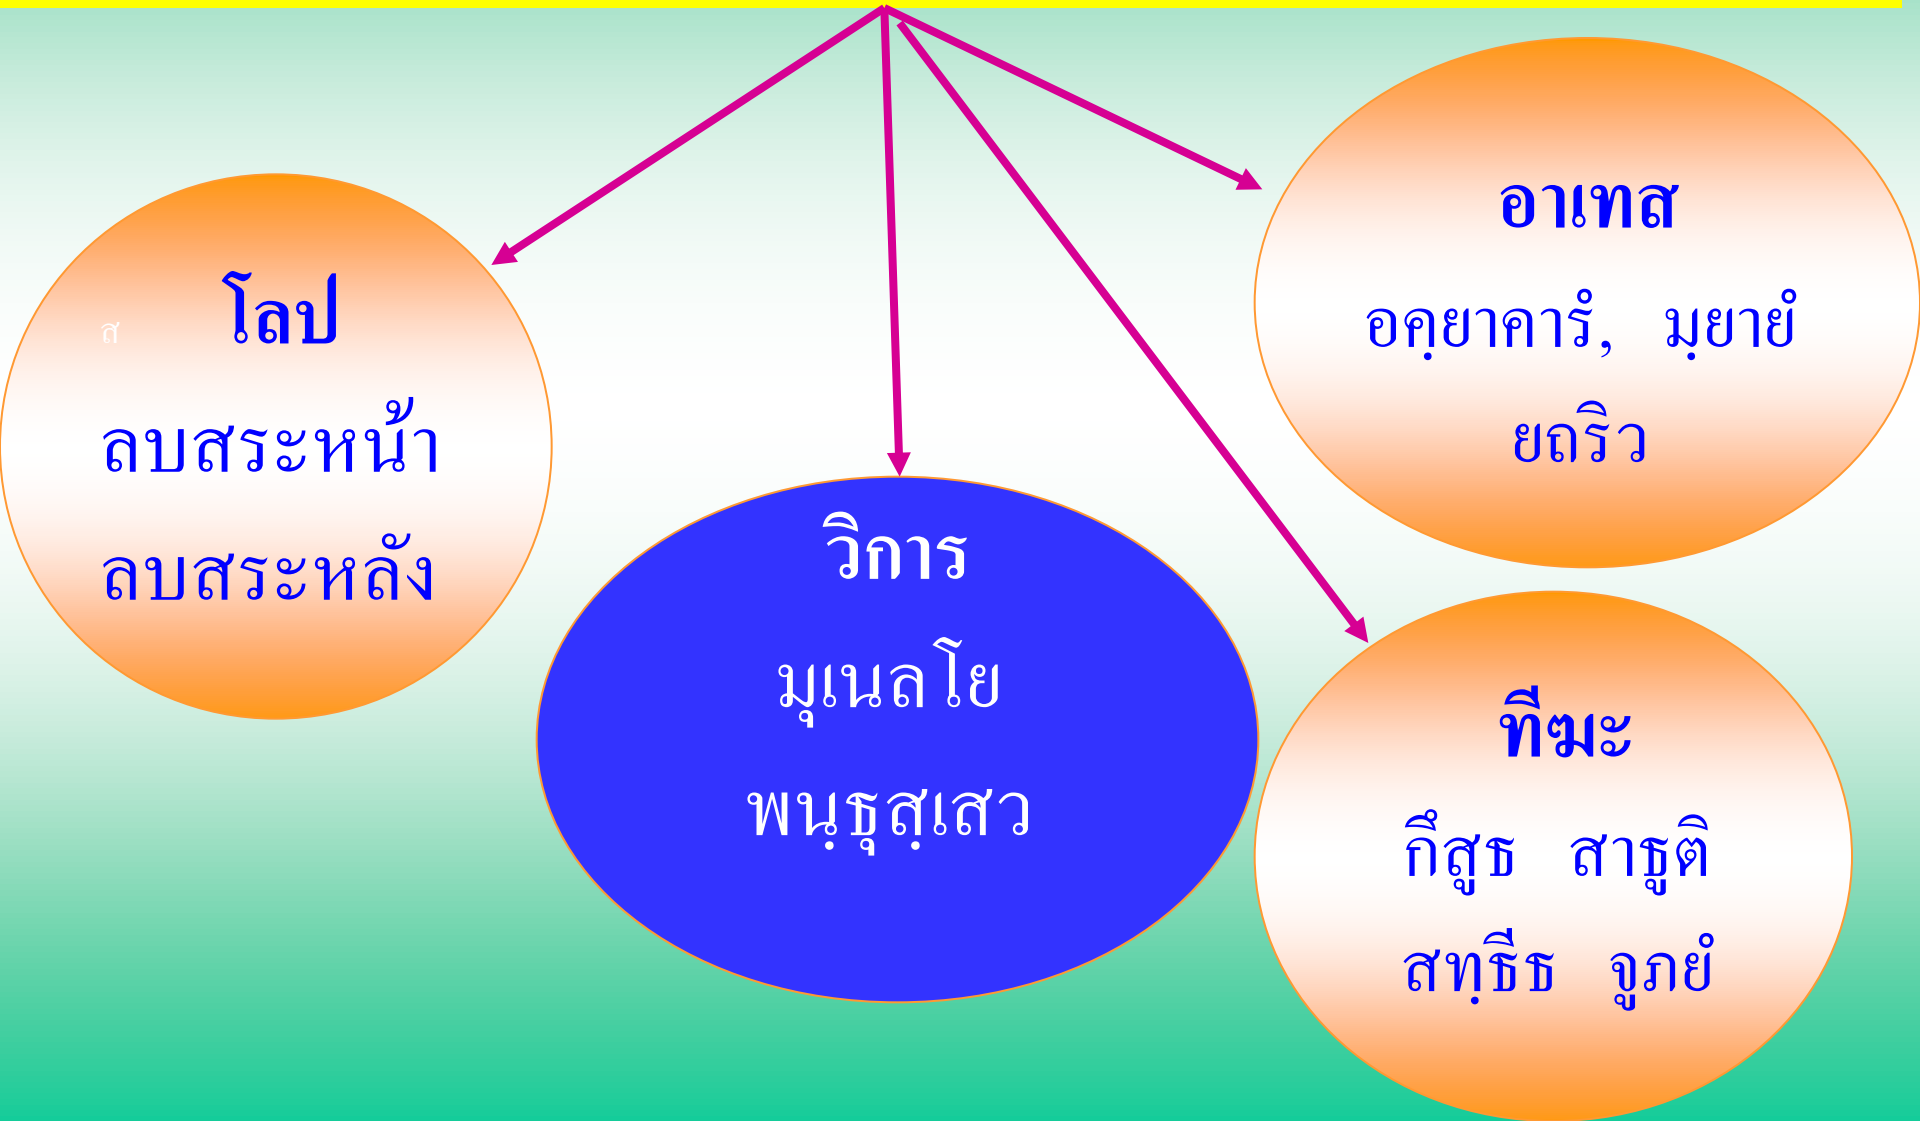 ส โลป
ลบสระหน้า
ลบสระหลัง
วิการ
มุเนลโย
พนฺธุสฺเสว
อาเทส
อคฺยาคารํ, มฺยายํ
ยถริว
ทีฆะ
กึสูธ สาธูติ
สทฺธีธ จูภยํ